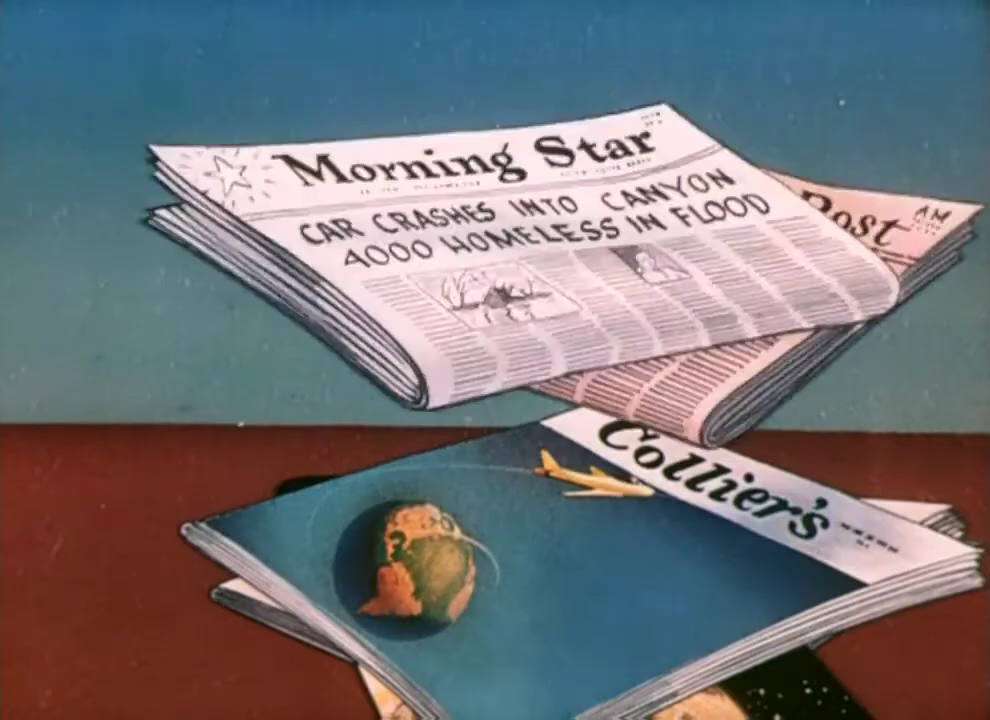 Morning Star
CAR CRASHES INTO CANYON
4000 HOMELESS IN FLOOD
Post
AM
Collier's